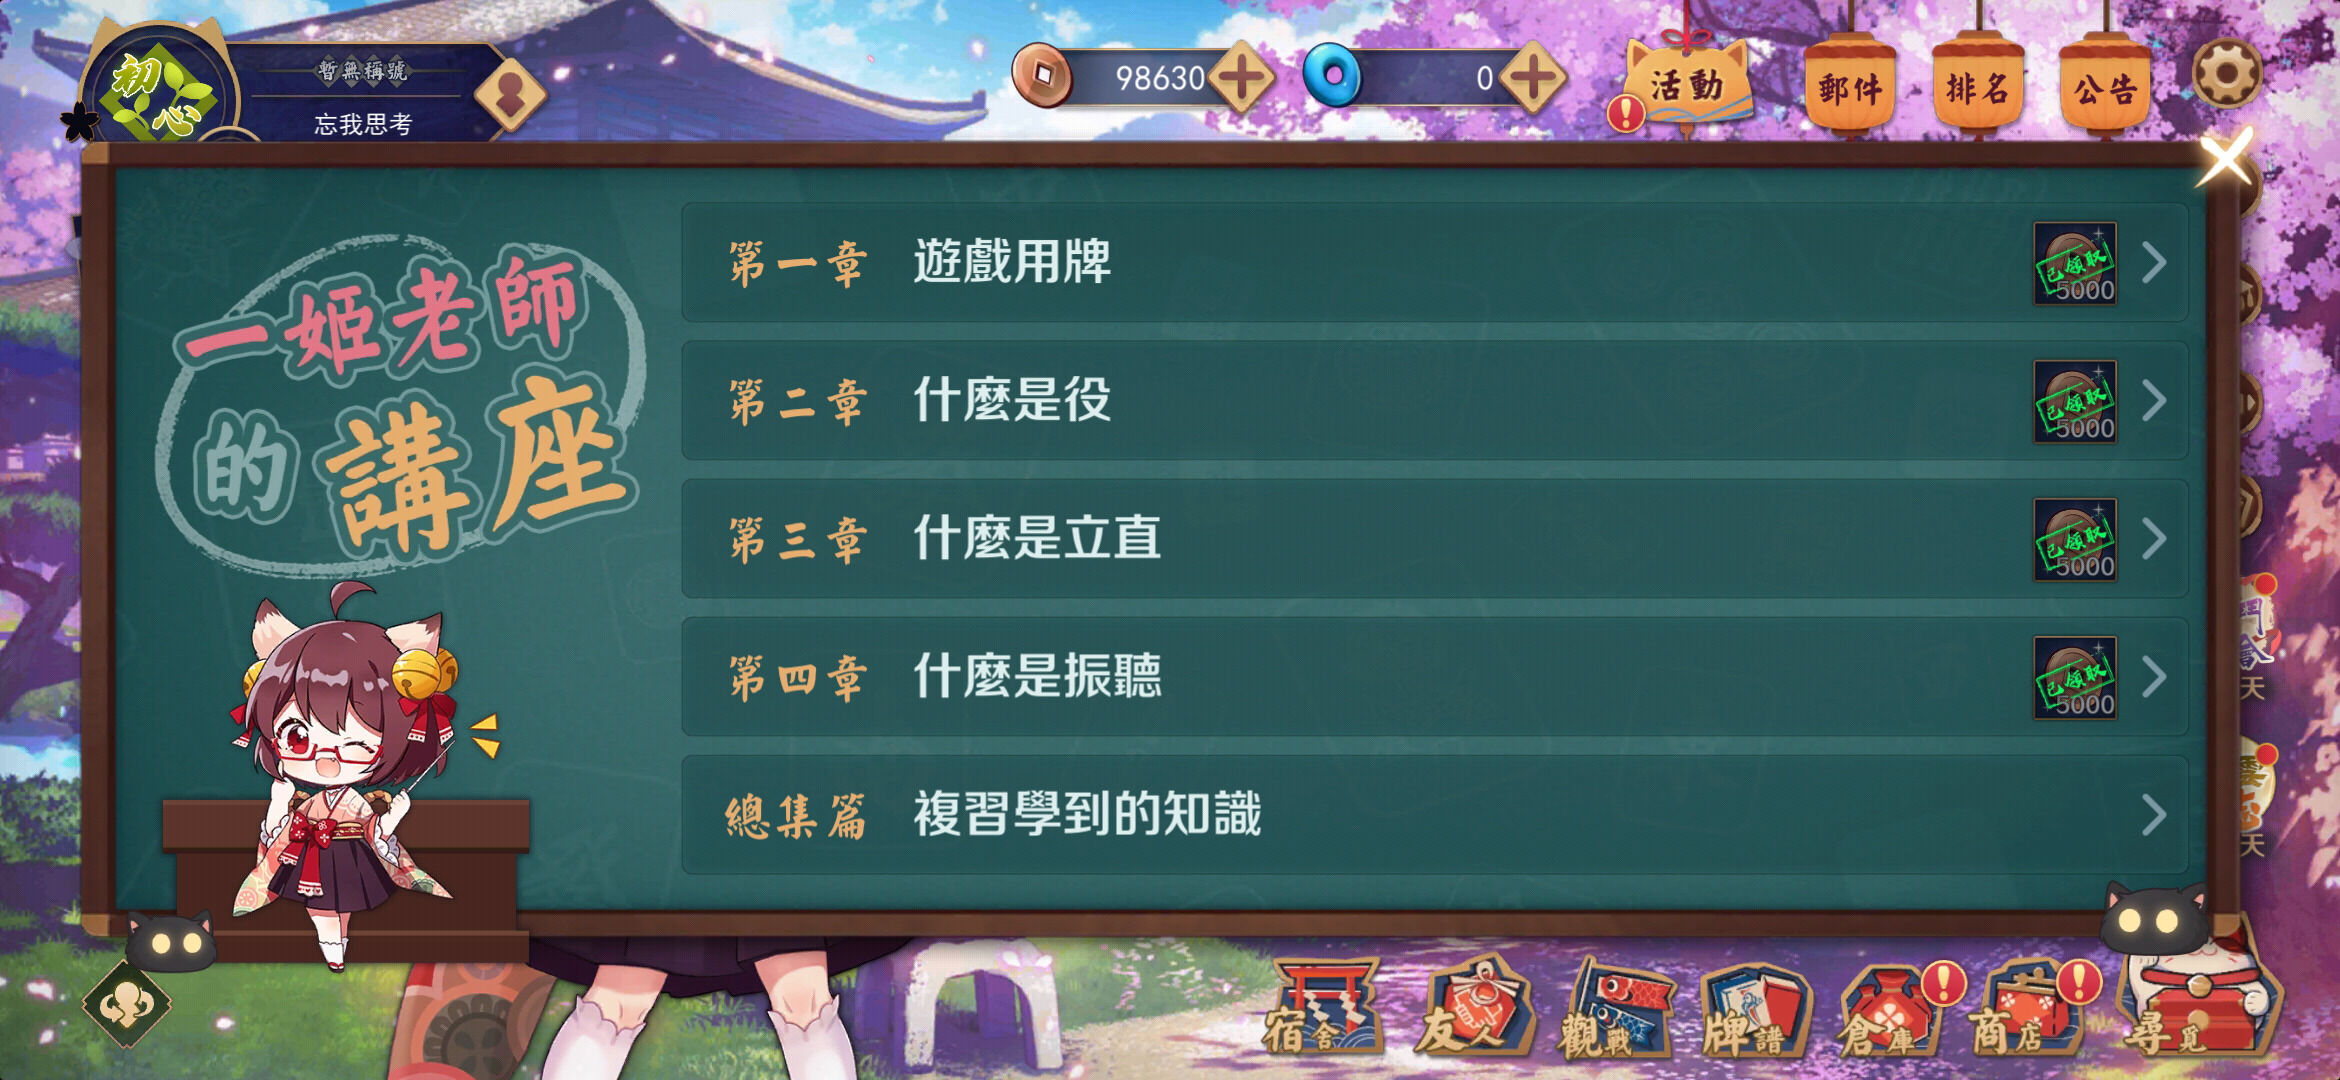 初心
暫無稱號
忘我思考
98630
0
活動
郵件
排名
公告
一姬老師
的講座
第一章 遊戲用牌
已領取
5000
第二章 什麼是役
已領取
5000
第三章 什麼是立直
已領取
5000
第四章 什麼是振聽
已領取
5000
總集篇 複習學到的知識
天
天
宿舍
友人
觀戰
牌譜
倉庫
商店
尋覓